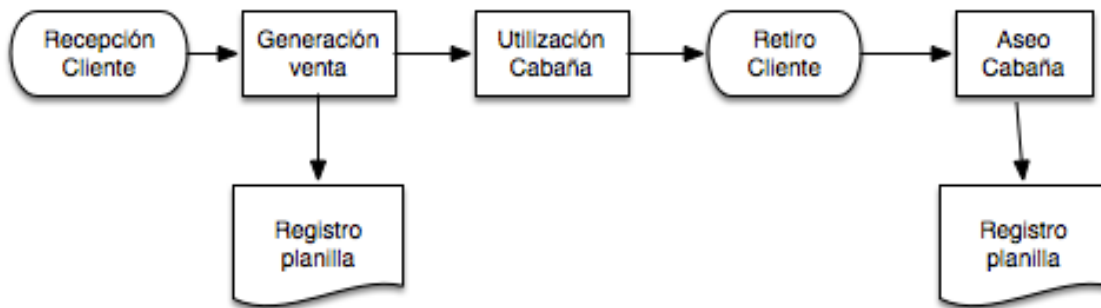 Recepción
Cliente
Generación
venta
Utilización
Cabaña
Retiro
Cliente
Aseo
Cabaña
Registro
planilla
Registro
planilla